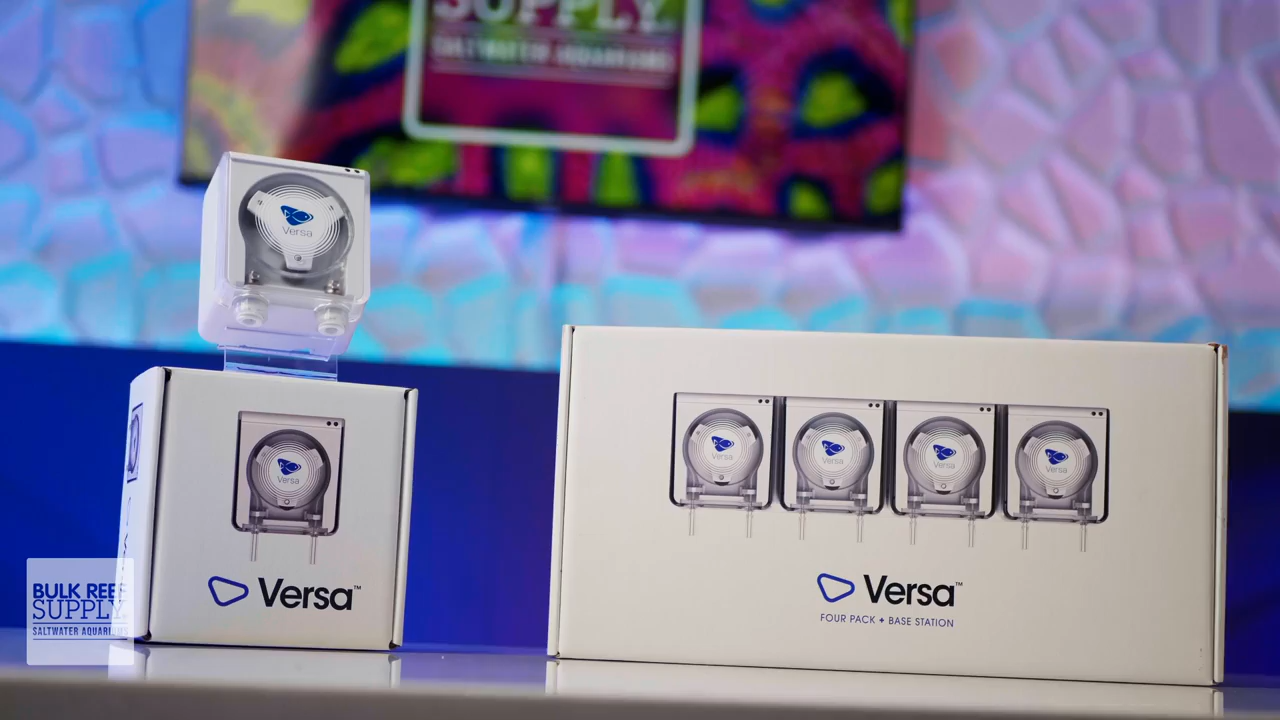 SUPPLY
SALTWATER AQUARIUMS
Versa
Versa
Versa™
Versa
Versa
Versa
Versa
Versa™
FOUR PACK + BASE STATION
BULK REEF
SUPPLY
SALTWATER AQUARIUMS